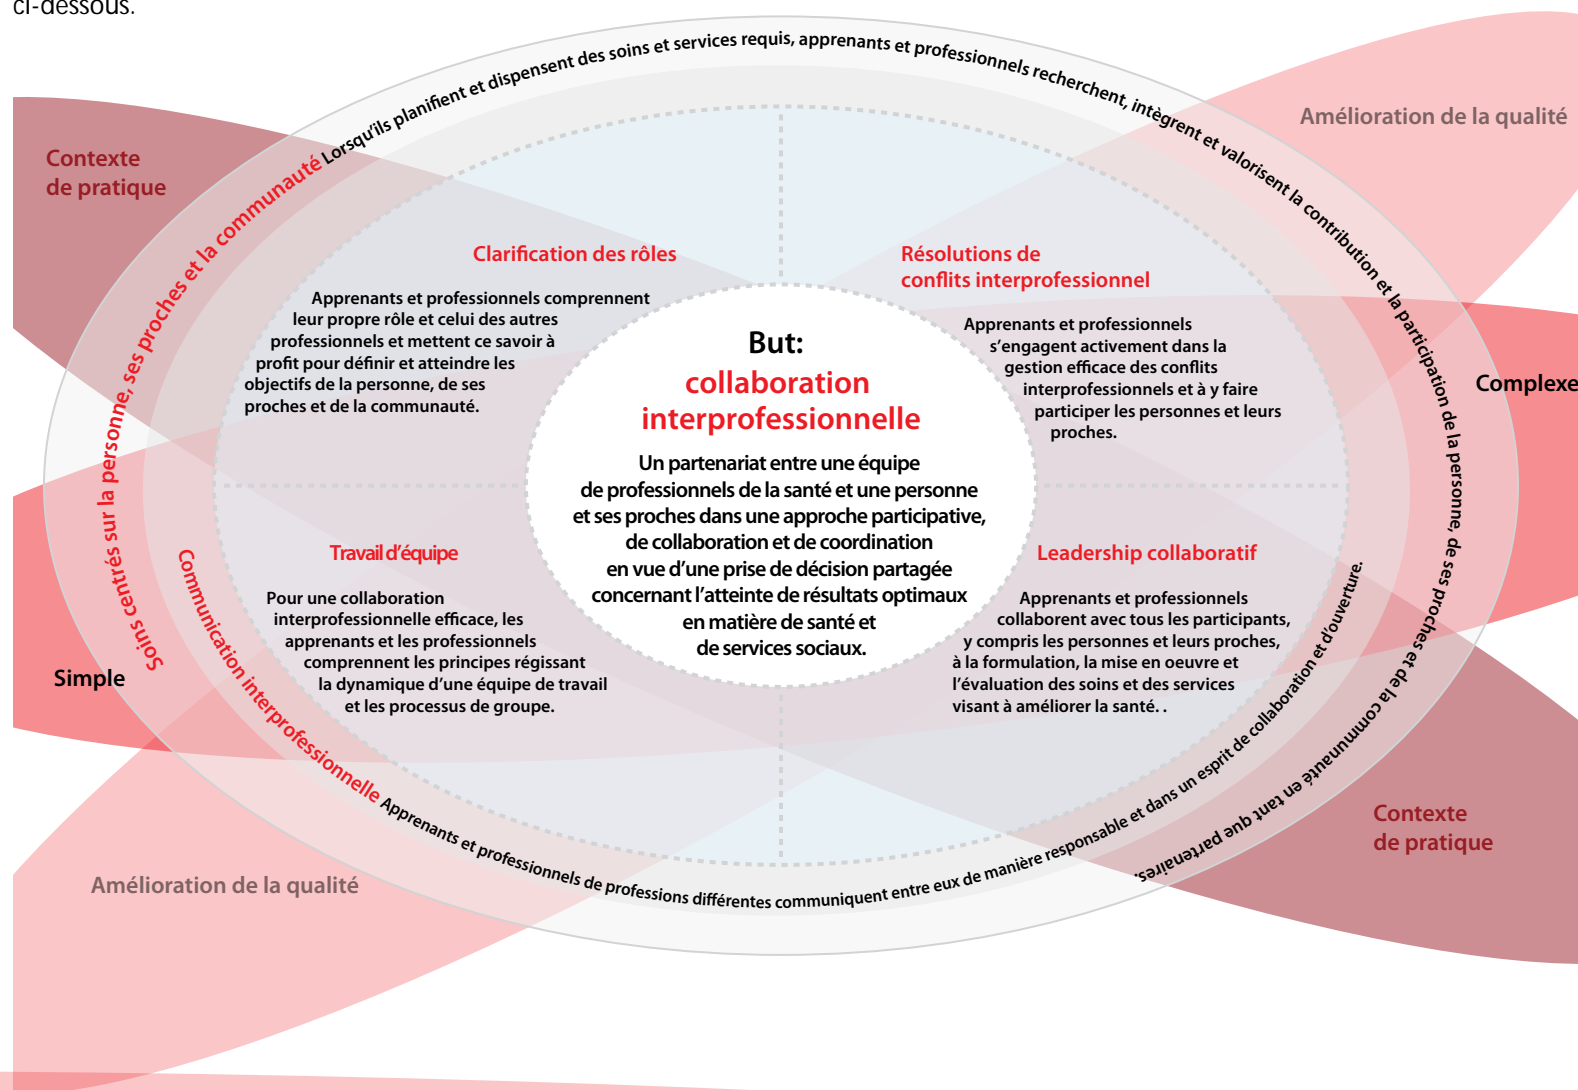 ci-dessous.
Soins centrés sur la personne, ses proches et la communauté Lorsqu'ils planifient et dispensent des soins et services requis, apprenants et professionnels recherchent, intègrent et valorisent la contribution et la participation de la personne, de ses proches et de la communauté en tant que partenaires.
Amélioration de la qualité
Contexte
de pratique
Clarification des rôles
Apprenants et professionnels comprennent
leur propre rôle et celui des autres
professionnels et mettent ce savoir à
profit pour définir et atteindre les
objectifs de la personne, de ses
proches et de la communauté.
Résolutions de
conflits interprofessionnel
Apprenants et professionnels
s'engagent activement dans la
gestion efficace des conflits
interprofessionnels et à y faire
participer les personnes et leurs
proches.
Complexe
But:
collaboration
interprofessionnelle
Un partenariat entre une équipe
de professionnels de la santé et une personne
et ses proches dans une approche participative,
de collaboration et de coordination
en vue d'une prise de décision partagée
concernant l'atteinte de résultats optimaux
en matière de santé et
de services sociaux.
Travail d'équipe
Pour une collaboration
interprofessionnelle efficace, les
apprenants et les professionnels
comprennent les principes régissant
la dynamique d'une équipe de travail
et les processus de groupe.
Leadership collaboratif
Apprenants et professionnels
collaborent avec tous les participants,
y compris les personnes et leurs proches,
à la formulation, la mise en oeuvre et
l'évaluation des soins et des services
visant à améliorer la santé. .
Simple
Communication interprofessionnelle Apprenants et professionnels de professions différentes communiquent entre eux de manière responsable et dans un esprit de collaboration et d'ouverture.
Contexte
de pratique
Amélioration de la qualité